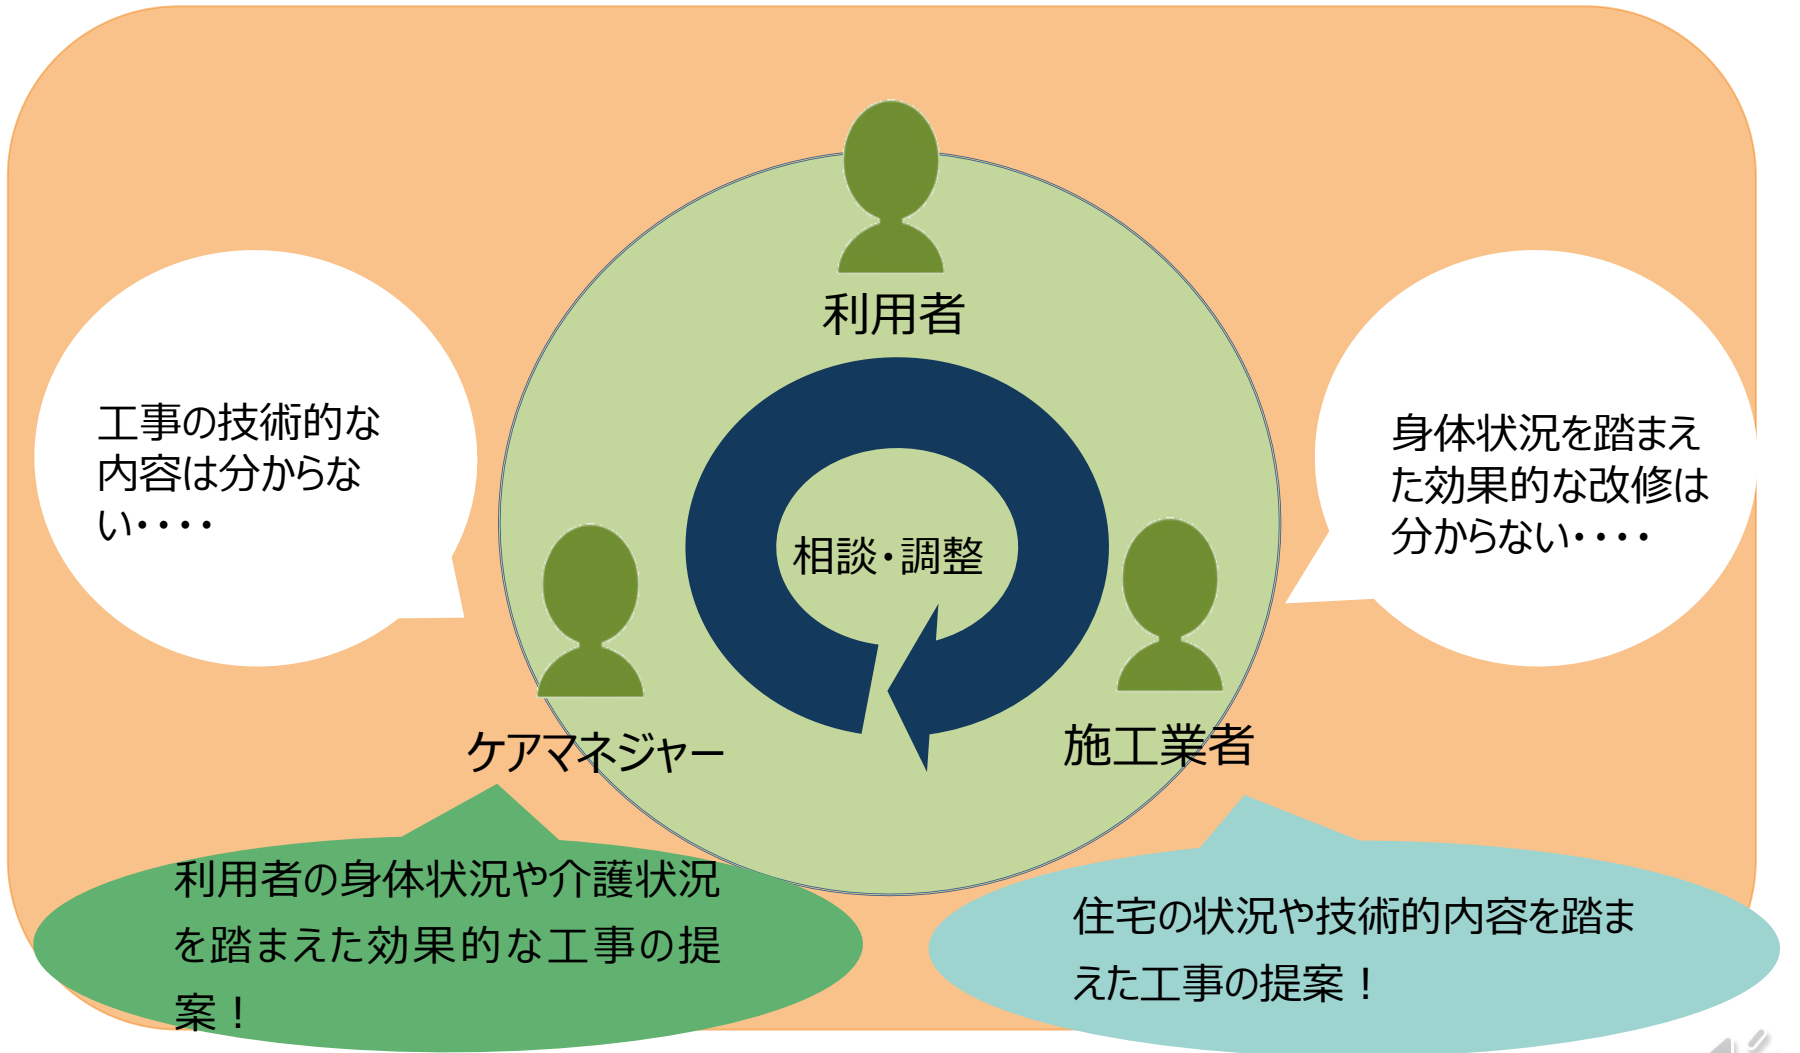 利用者
工事の技術的な
内容は分からな
い・・・・
身体状況を踏まえ
た効果的な改修は
分からない・・・・
相談・調整
ケアマネジャー
施工業者
利用者の身体状況や介護状況
を踏まえた効果的な工事の提
案！
住宅の状況や技術的内容を踏ま
えた工事の提案！